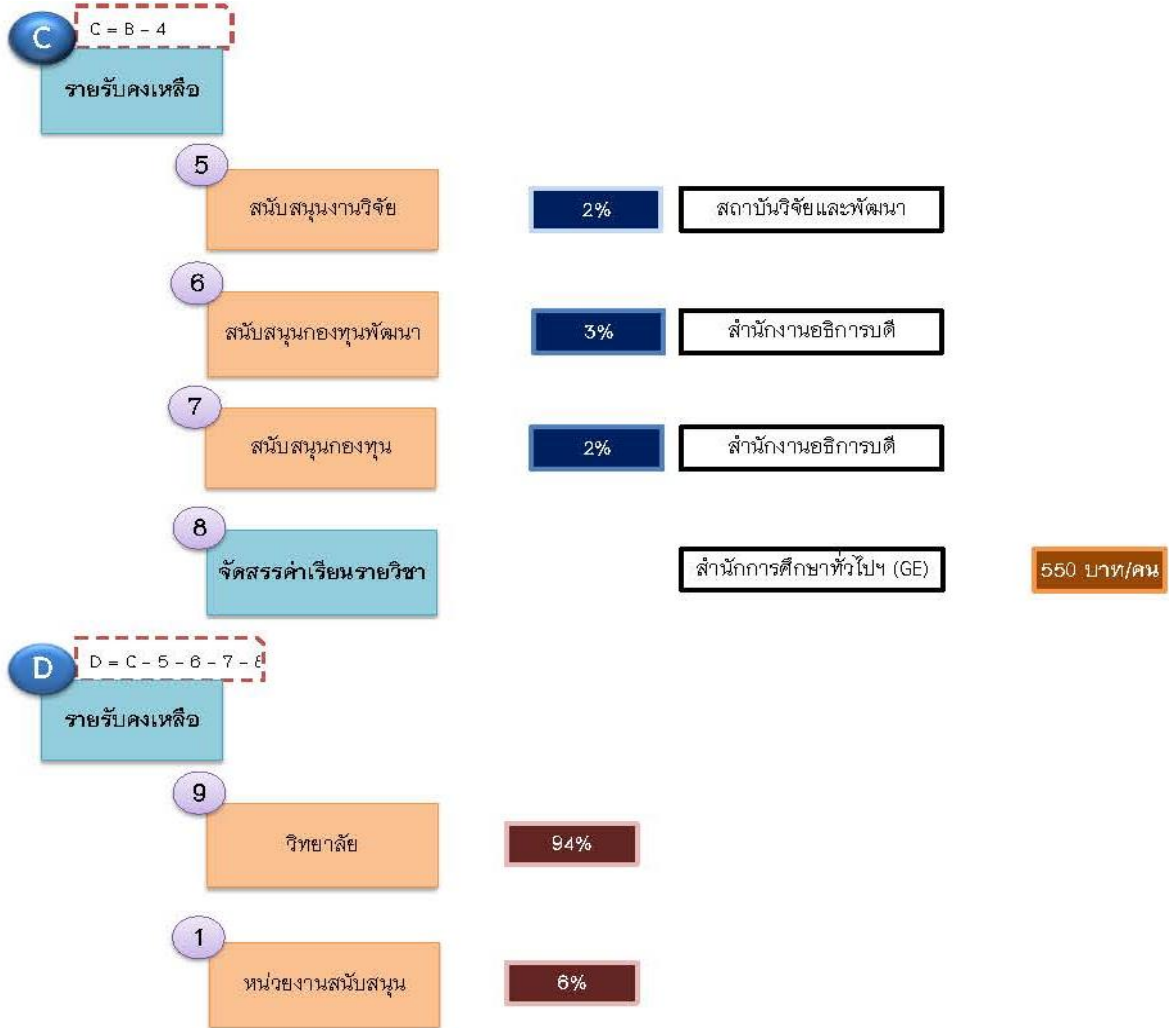 C
C = B - 4
รายรับคงเหลือ
5
สนับสนุนงานวิจัย
2%
สถาบันวิจัยและพัฒนา
6
สนับสนุนกองทุนพัฒนา
3%
สำนักงานอธิการบดี
7
สนับสนุนกองทุน
2%
สำนักงานอธิการบดี
8
จัดสรรค่าเรียนรายวิชา
สำนักการศึกษาทั่วไปฯ (GE)
550 บาท/คน
D
D = C - 5 - 6 - 7 - 8
รายรับคงเหลือ
9
วิทยาลัย
94%
1
หน่วยงานสนับสนุน
6%